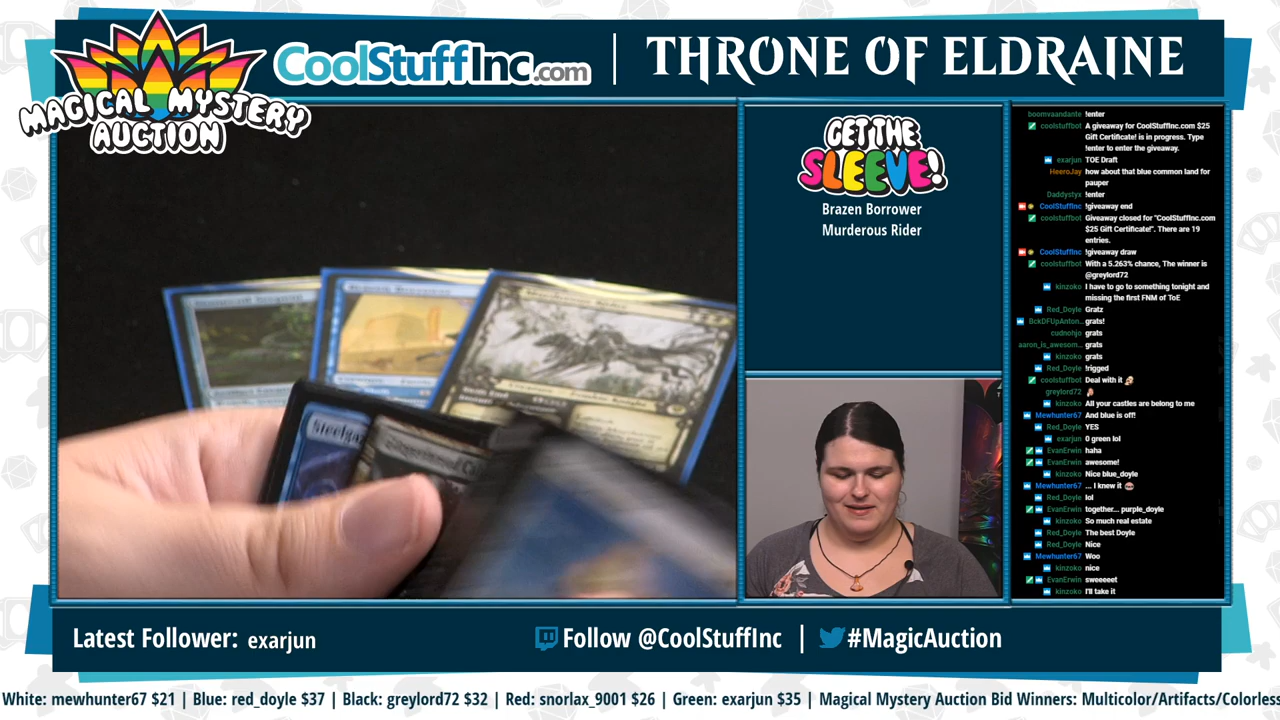 MAGICAL MYSTERY
AUCTION
CoolStuffInc.com
THRONE OF ELDRAINE
GET THE
SLEEVE!
Brazen Borrower
Murderous Rider
boomvaandante !enter
coolstuffbot A giveaway for CoolStuffInc.com $25
Gift Certificate! is in progress. Type
!enter to enter the giveaway.
exarjun TOE Draft
HeeroJay how about that blue common land for
pauper
Daddystyx !enter
CoolStuffInc !giveaway end
coolstuffbot Giveaway closed for "CoolStuffInc.com
$25 Gift Certificate!". There are 19
entries.
CoolStuffInc !giveaway draw
coolstuffbot With a 5.263% chance, The winner is
@greylord72
kinzoko I have to go to something tonight and
missing the first FNM of ToE
Red_Doyle Gratz
BckDFUpAnton... grats!
cudnohjo grats
aaron_is_awesom... grats
kinzoko grats
Red_Doyle !rigged
coolstuffbot Deal with it
greylord72
kinzoko All your castles are belong to me
Mewhunter67 And blue is off!
Red_Doyle YES
exarjun 0 green lol
EvanErwin haha
EvanErwin awesome!
kinzoko Nice blue_doyle
Mewhunter67 ... I knew it
Red_Doyle lol
EvanErwin together... purple_doyle
kinzoko So much real estate
Red_Doyle The best Doyle
Red_Doyle Nice
Mewhunter67 Woo
kinzoko nice
EvanErwin sweeeeet
kinzoko I'll take it
Latest Follower: exarjun
Follow @CoolStuffInc | #MagicAuction
White: mewhunter67 $21 | Blue: red_doyle $37 | Black: greylord72 $32 | Red: snorlax_9001 $26 | Green: exarjun $35 | Magical Mystery Auction Bid Winners: Multicolor/Artifacts/Colorless